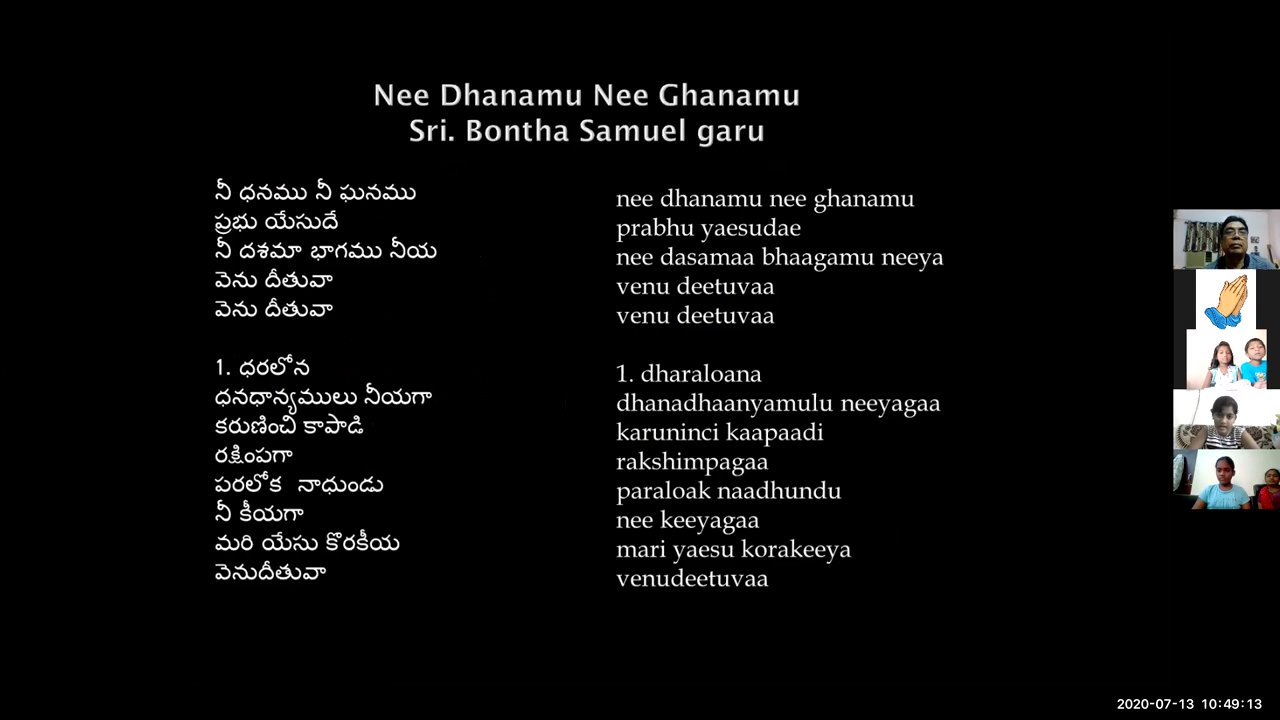 Nee Dhanamu Nee Ghanamu
Sri. Bontha Samuel garu
నీ ధనము నీ ఘనము
ప్రభు యేసుదే
నీ దశమా భాగము నీయ
వెను దీతువా
వెను దీతువా
1. ధరలోన
ధనధాన్యములు నీయగా
కరుణించి కాపాడి
రక్షింపగా
పరలోక నాధుండు
నీ కీయగా
మరి యేసు కొరకీయ
వెనుదీతువా
nee dhanamu nee ghanamu
prabhu yaesudae
nee dasamaa bhaagamu neeya
venu deetuvaa
venu deetuvaa
1. dharaloana
dhanadhaanyamulu neeyagaa
karuninci kaapaadi
rakshimpagaa
paraloak naadhundu
nee keeyagaa
mari yaesu korakeeya
venudeetuvaa
2020-07-13 10:49:13